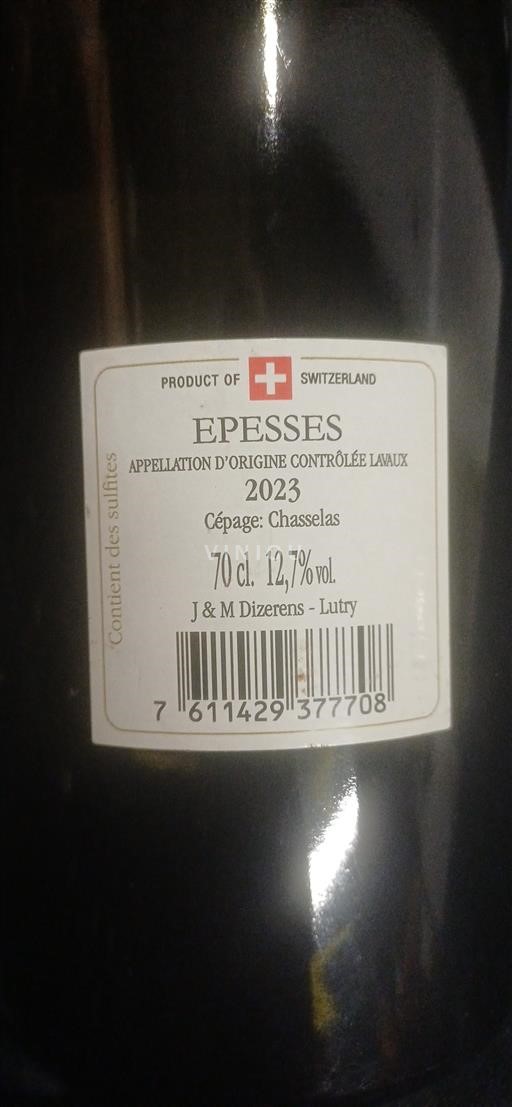 PRODUCT OF SWITZERLAND
EPESSES
APPELLATION D'ORIGINE CONTRÔLÉE LAVAUX
2023
Cépage: Chasselas
VINIOU
70 cl. 12,7% vol.
J & M Dizerens - Lutry
7 611429 377708
Contient des sulfites